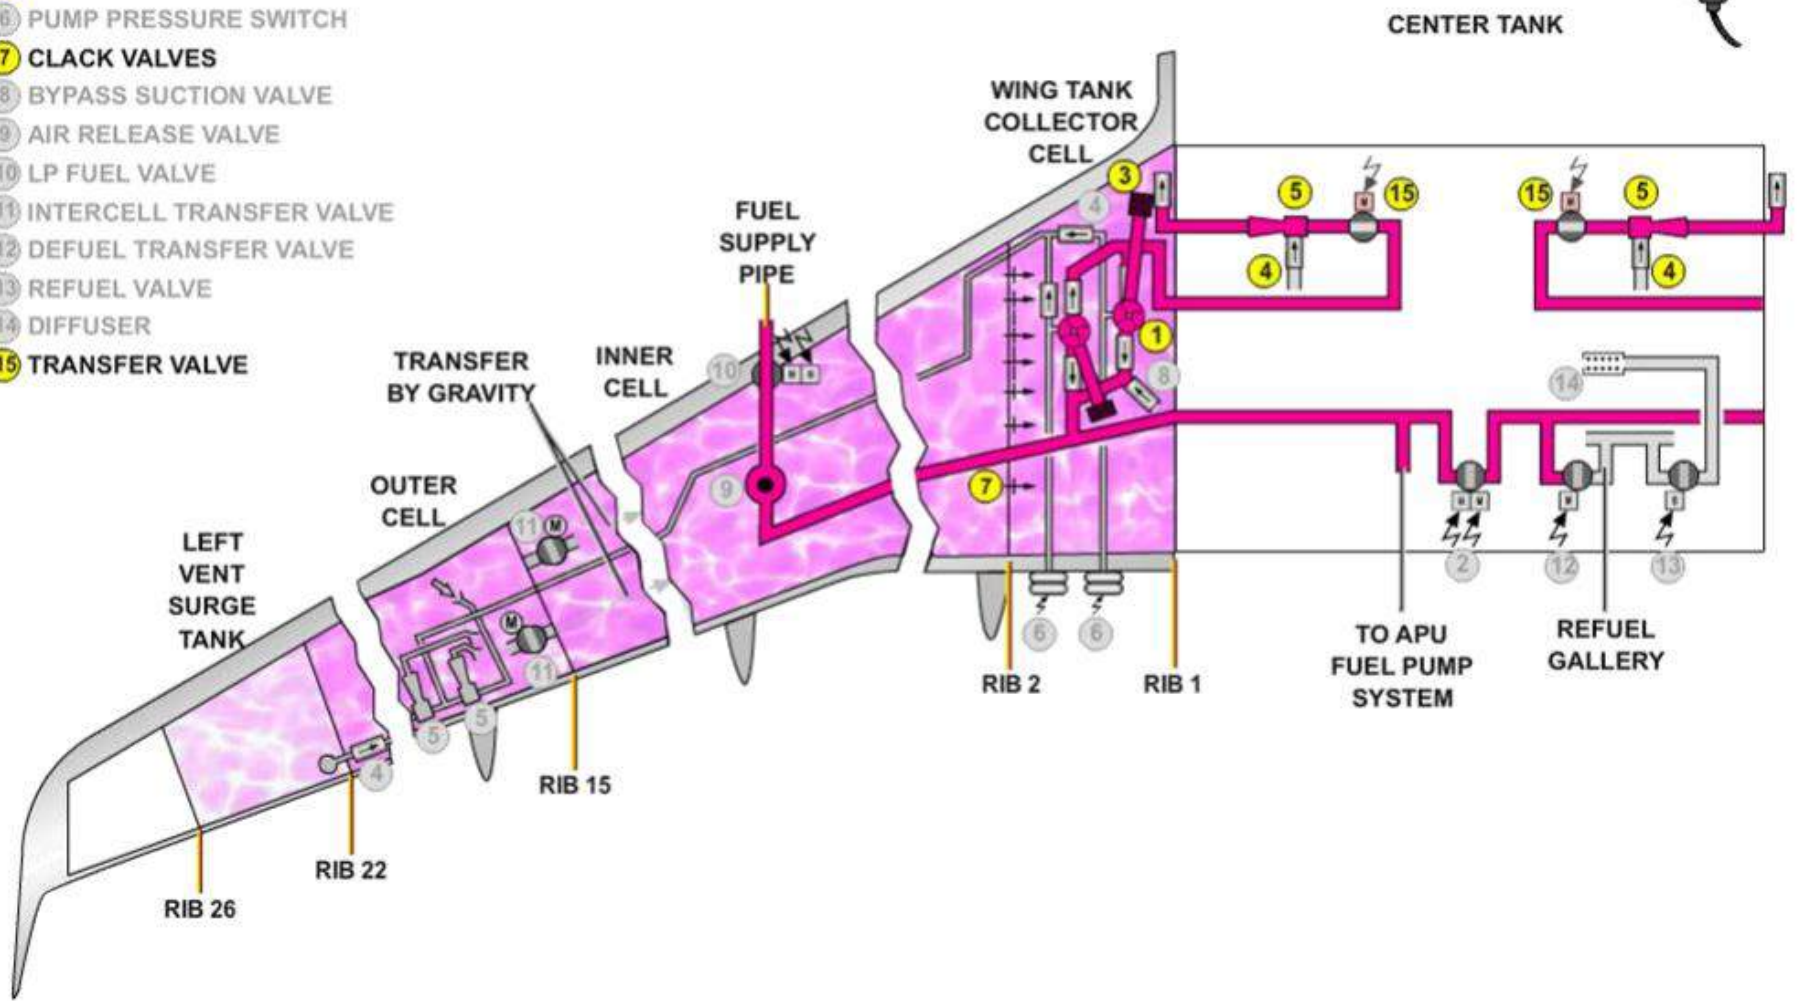 6 PUMP PRESSURE SWITCH
7 CLACK VALVES
8 BYPASS SUCTION VALVE
9 AIR RELEASE VALVE
10 LP FUEL VALVE
11 INTERCELL TRANSFER VALVE
12 DEFUEL TRANSFER VALVE
13 REFUEL VALVE
14 DIFFUSER
15 TRANSFER VALVE
CENTER TANK
WING TANK
COLLECTOR
CELL
3
4
5
15
15
5
4
4
1
8
14
FUEL
SUPPLY
PIPE
10
M
M
INNER
CELL
TRANSFER
BY GRAVITY
9
7
OUTER
CELL
11
M
M
11
LEFT
VENT
SURGE
TANK
5
5
4
6
6
2
12
13
M
M
M
M
M
RIB 2
RIB 1
TO APU
FUEL PUMP
SYSTEM
REFUEL
GALLERY
RIB 15
RIB 22
RIB 26